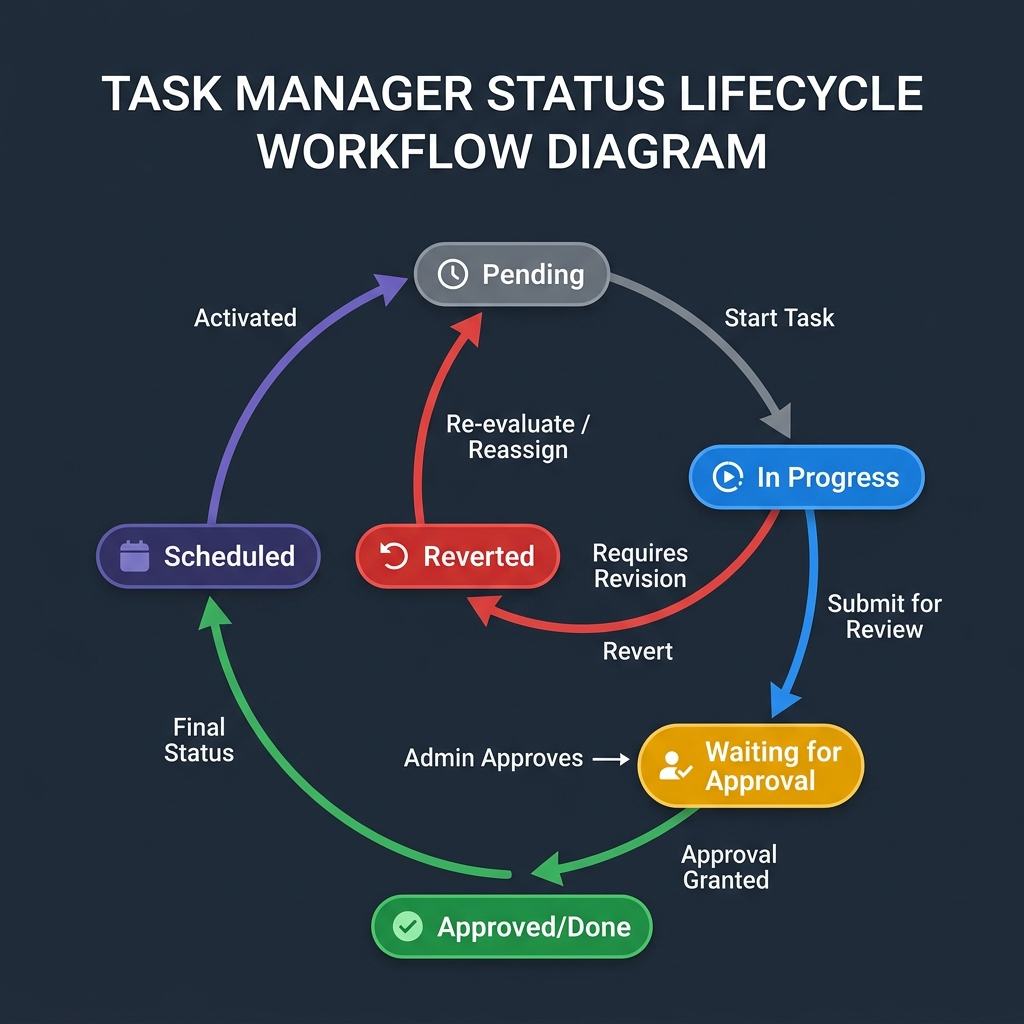 TASK MANAGER STATUS LIFECYCLE
WORKFLOW DIAGRAM
Pending
Activated
Start Task
Re-evaluate /
Reassign
In Progress
Scheduled
Reverted
Requires
Revision
Submit for
Review
Revert
Final
Status
Admin Approves
Waiting for
Approval
Approval
Granted
Approved/Done